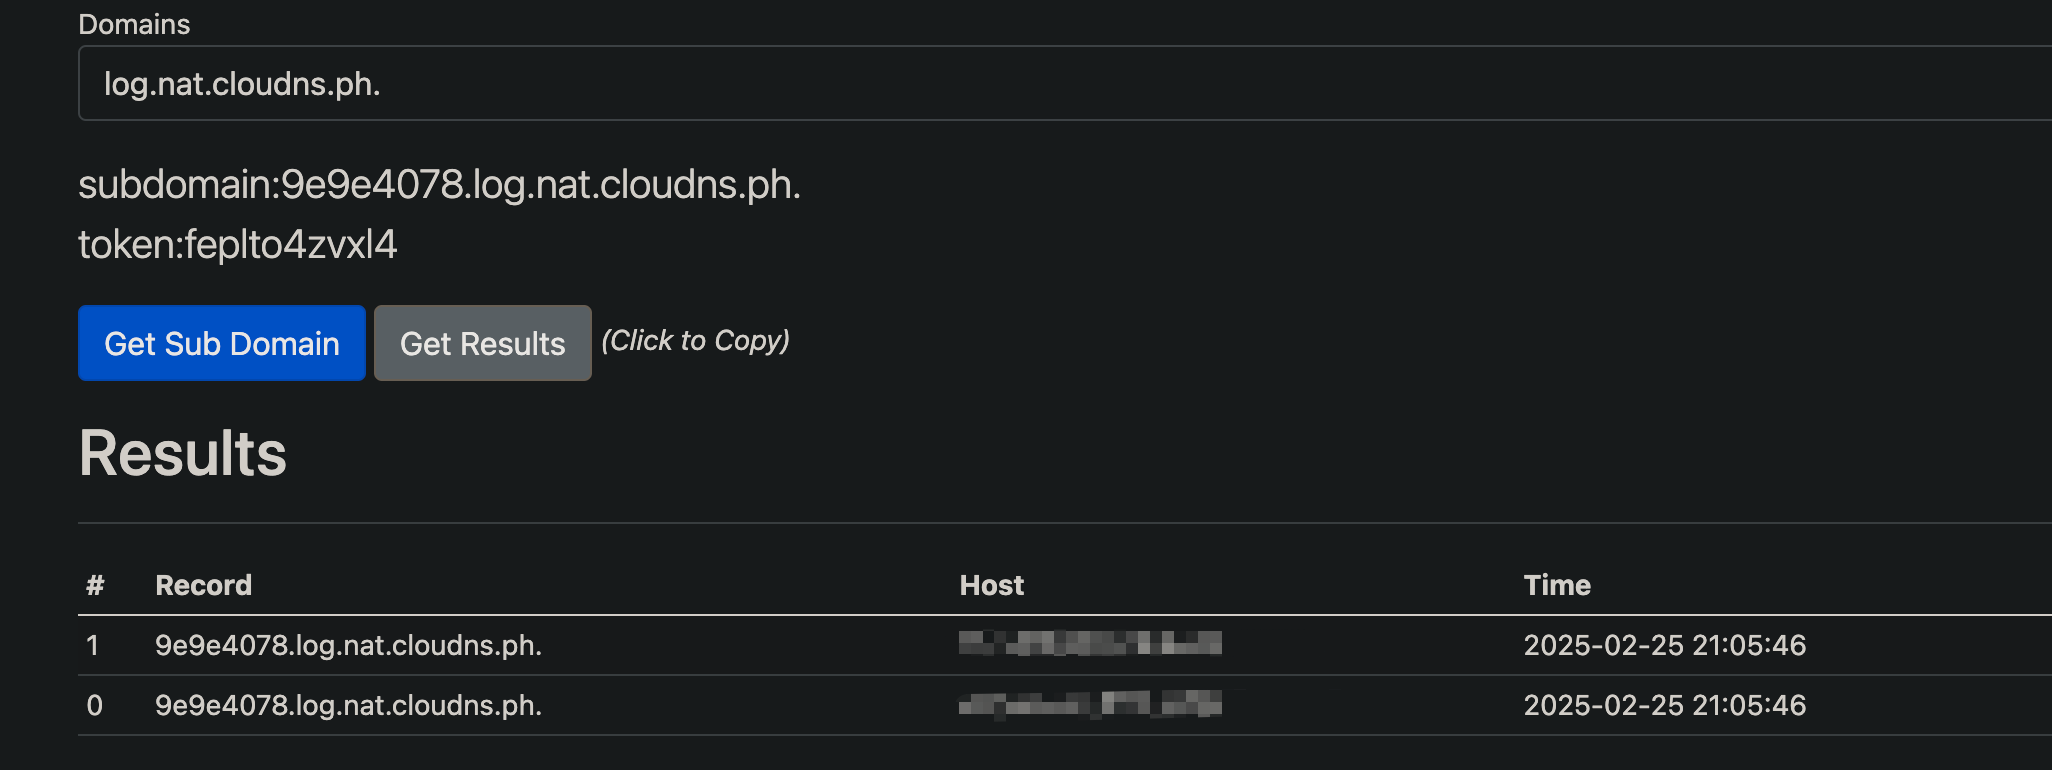 Domains
log.nat.cloudns.ph.
subdomain:9e9e4078.log.nat.cloudns.ph.
token:feplto4zvxl4
Get Sub Domain Get Results (Click to Copy)
Results
# Record Host Time
1 9e9e4078.log.nat.cloudns.ph. 2025-02-25 21:05:46
0 9e9e4078.log.nat.cloudns.ph. 2025-02-25 21:05:46